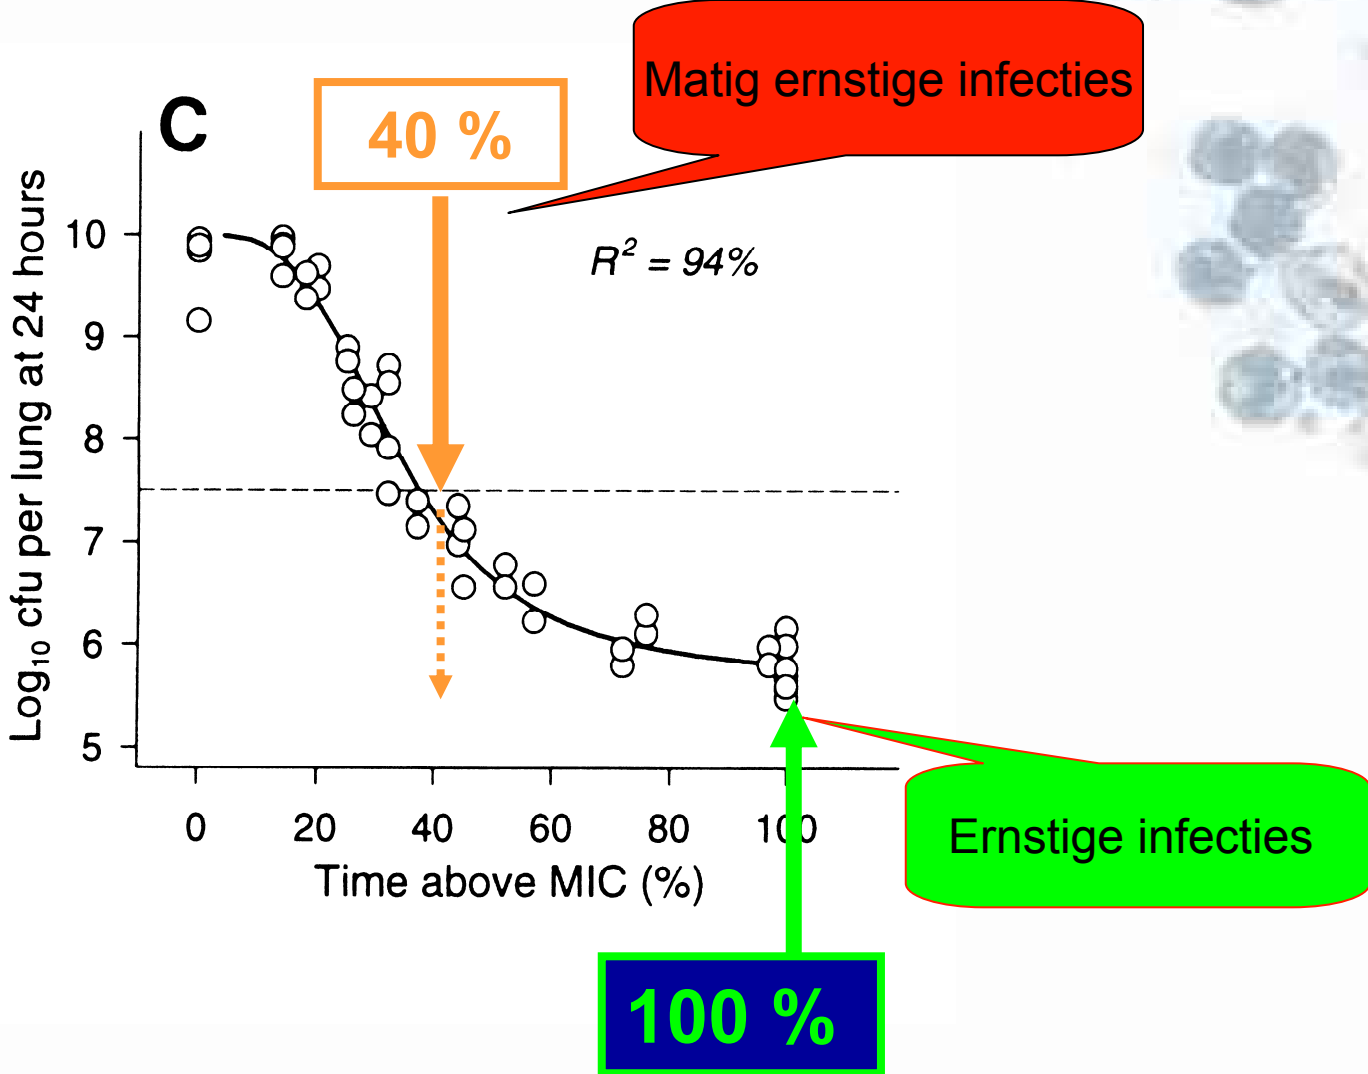 Matig ernstige infecties
40 %
C
R² = 94%
Log₁₀ cfu per lung at 24 hours
10
9
8
7
6
5
0 20 40 60 80 100
Time above MIC (%)
Ernstige infecties
100 %